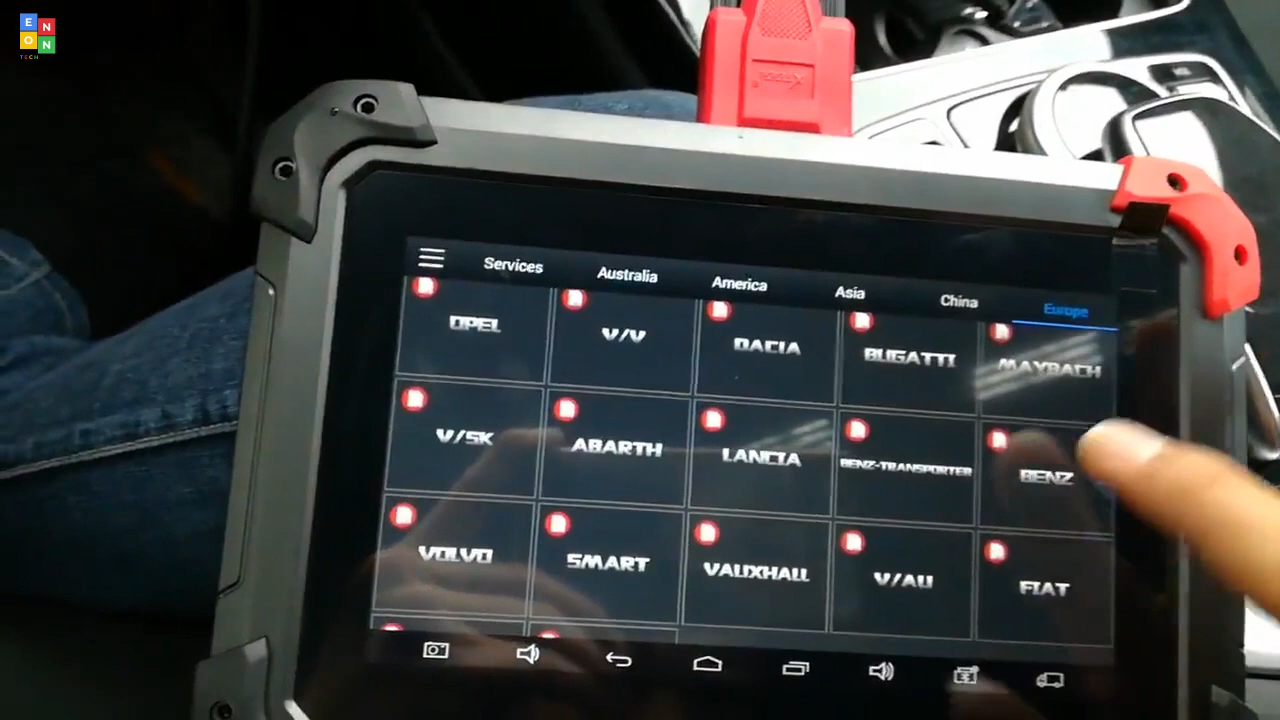 E N
O N
TECH
XTOOL
Services Australia America Asia China Europe
OPEL V/V DACIA BUGATTI MAYBACH
V/SK ABARTH LANCIA BENZ-TRANSPORTER BENZ
VOLVO SMART VAUXHALL V/AU FIAT